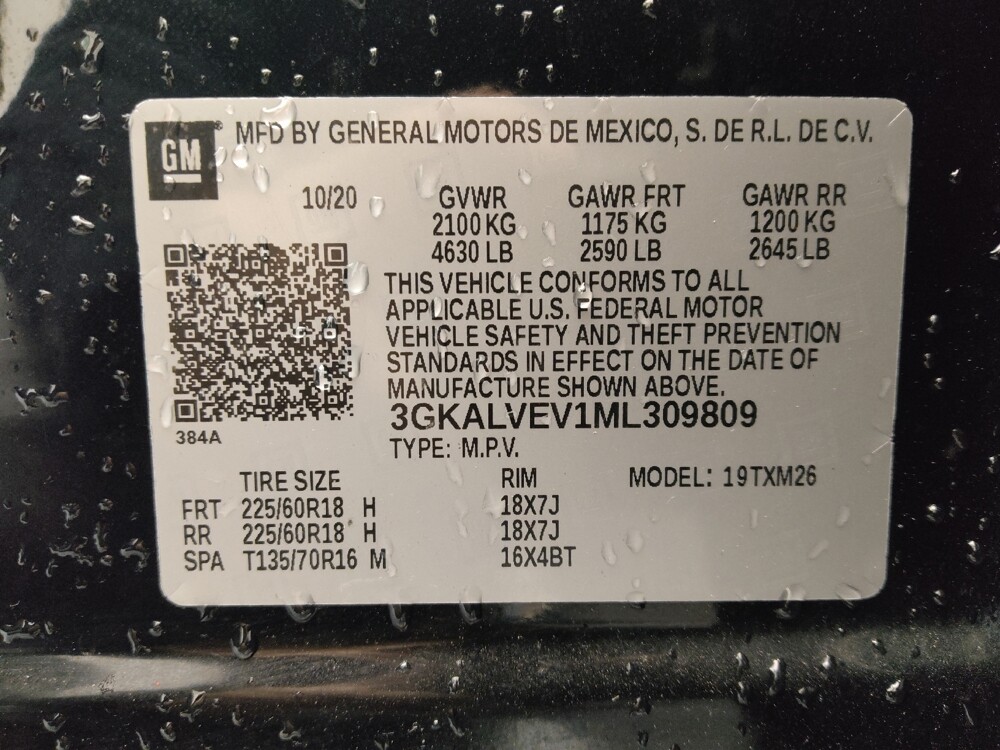 GM
MFD BY GENERAL MOTORS DE MEXICO, S. DE R.L. DE C.V.
10/20 GVWR GAWR FRT GAWR RR
2100 KG 1175 KG 1200 KG
4630 LB 2590 LB 2645 LB
THIS VEHICLE CONFORMS TO ALL
APPLICABLE U.S. FEDERAL MOTOR
VEHICLE SAFETY AND THEFT PREVENTION
STANDARDS IN EFFECT ON THE DATE OF
MANUFACTURE SHOWN ABOVE.
3GKALVEV1ML309809
384A
TYPE: M.P.V.
TIRE SIZE RIM MODEL: 19TXM26
FRT 225/60R18 H 18X7J
RR 225/60R18 H 18X7J
SPA T135/70R16 M 16X4BT